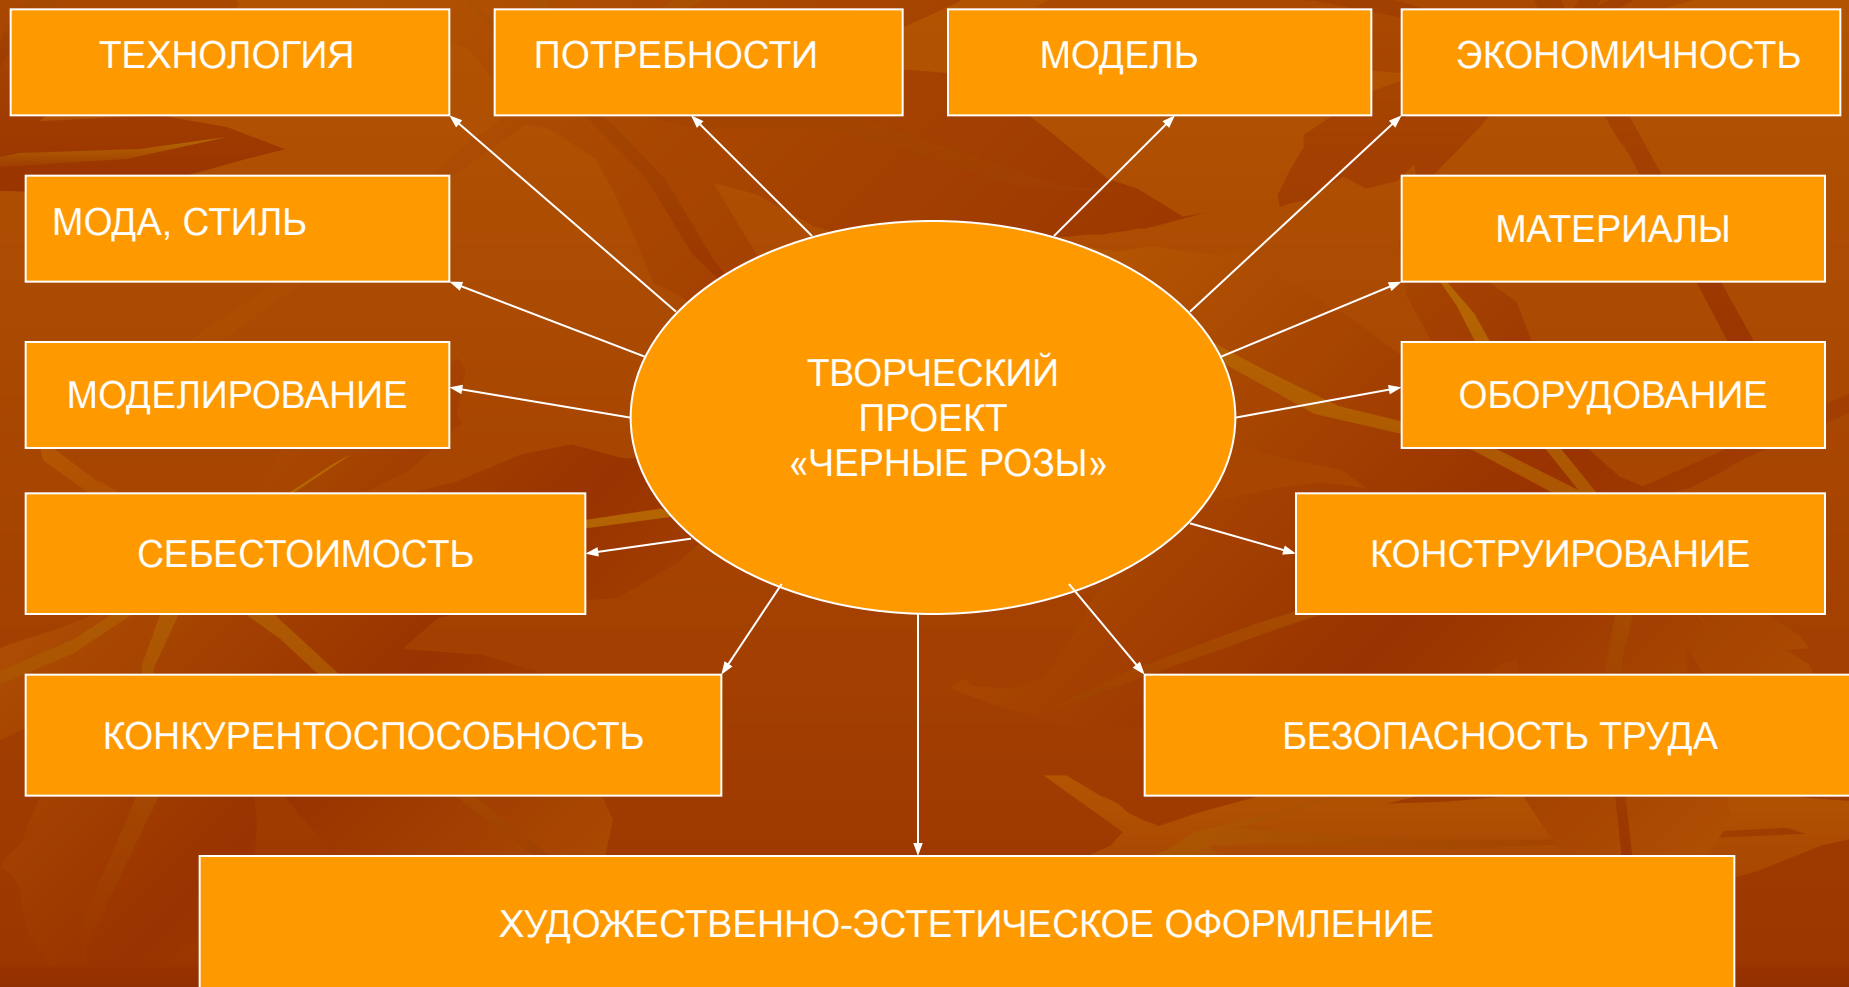 ТЕХНОЛОГИЯ
ПОТРЕБНОСТИ
МОДЕЛЬ
ЭКОНОМИЧНОСТЬ
МОДА, СТИЛЬ
МАТЕРИАЛЫ
МОДЕЛИРОВАНИЕ
ТВОРЧЕСКИЙ
ПРОЕКТ
«ЧЕРНЫЕ РОЗЫ»
ОБОРУДОВАНИЕ
СЕБЕСТОИМОСТЬ
КОНСТРУИРОВАНИЕ
КОНКУРЕНТОСПОСОБНОСТЬ
БЕЗОПАСНОСТЬ ТРУДА
ХУДОЖЕСТВЕННО-ЭСТЕТИЧЕСКОЕ ОФОРМЛЕНИЕ